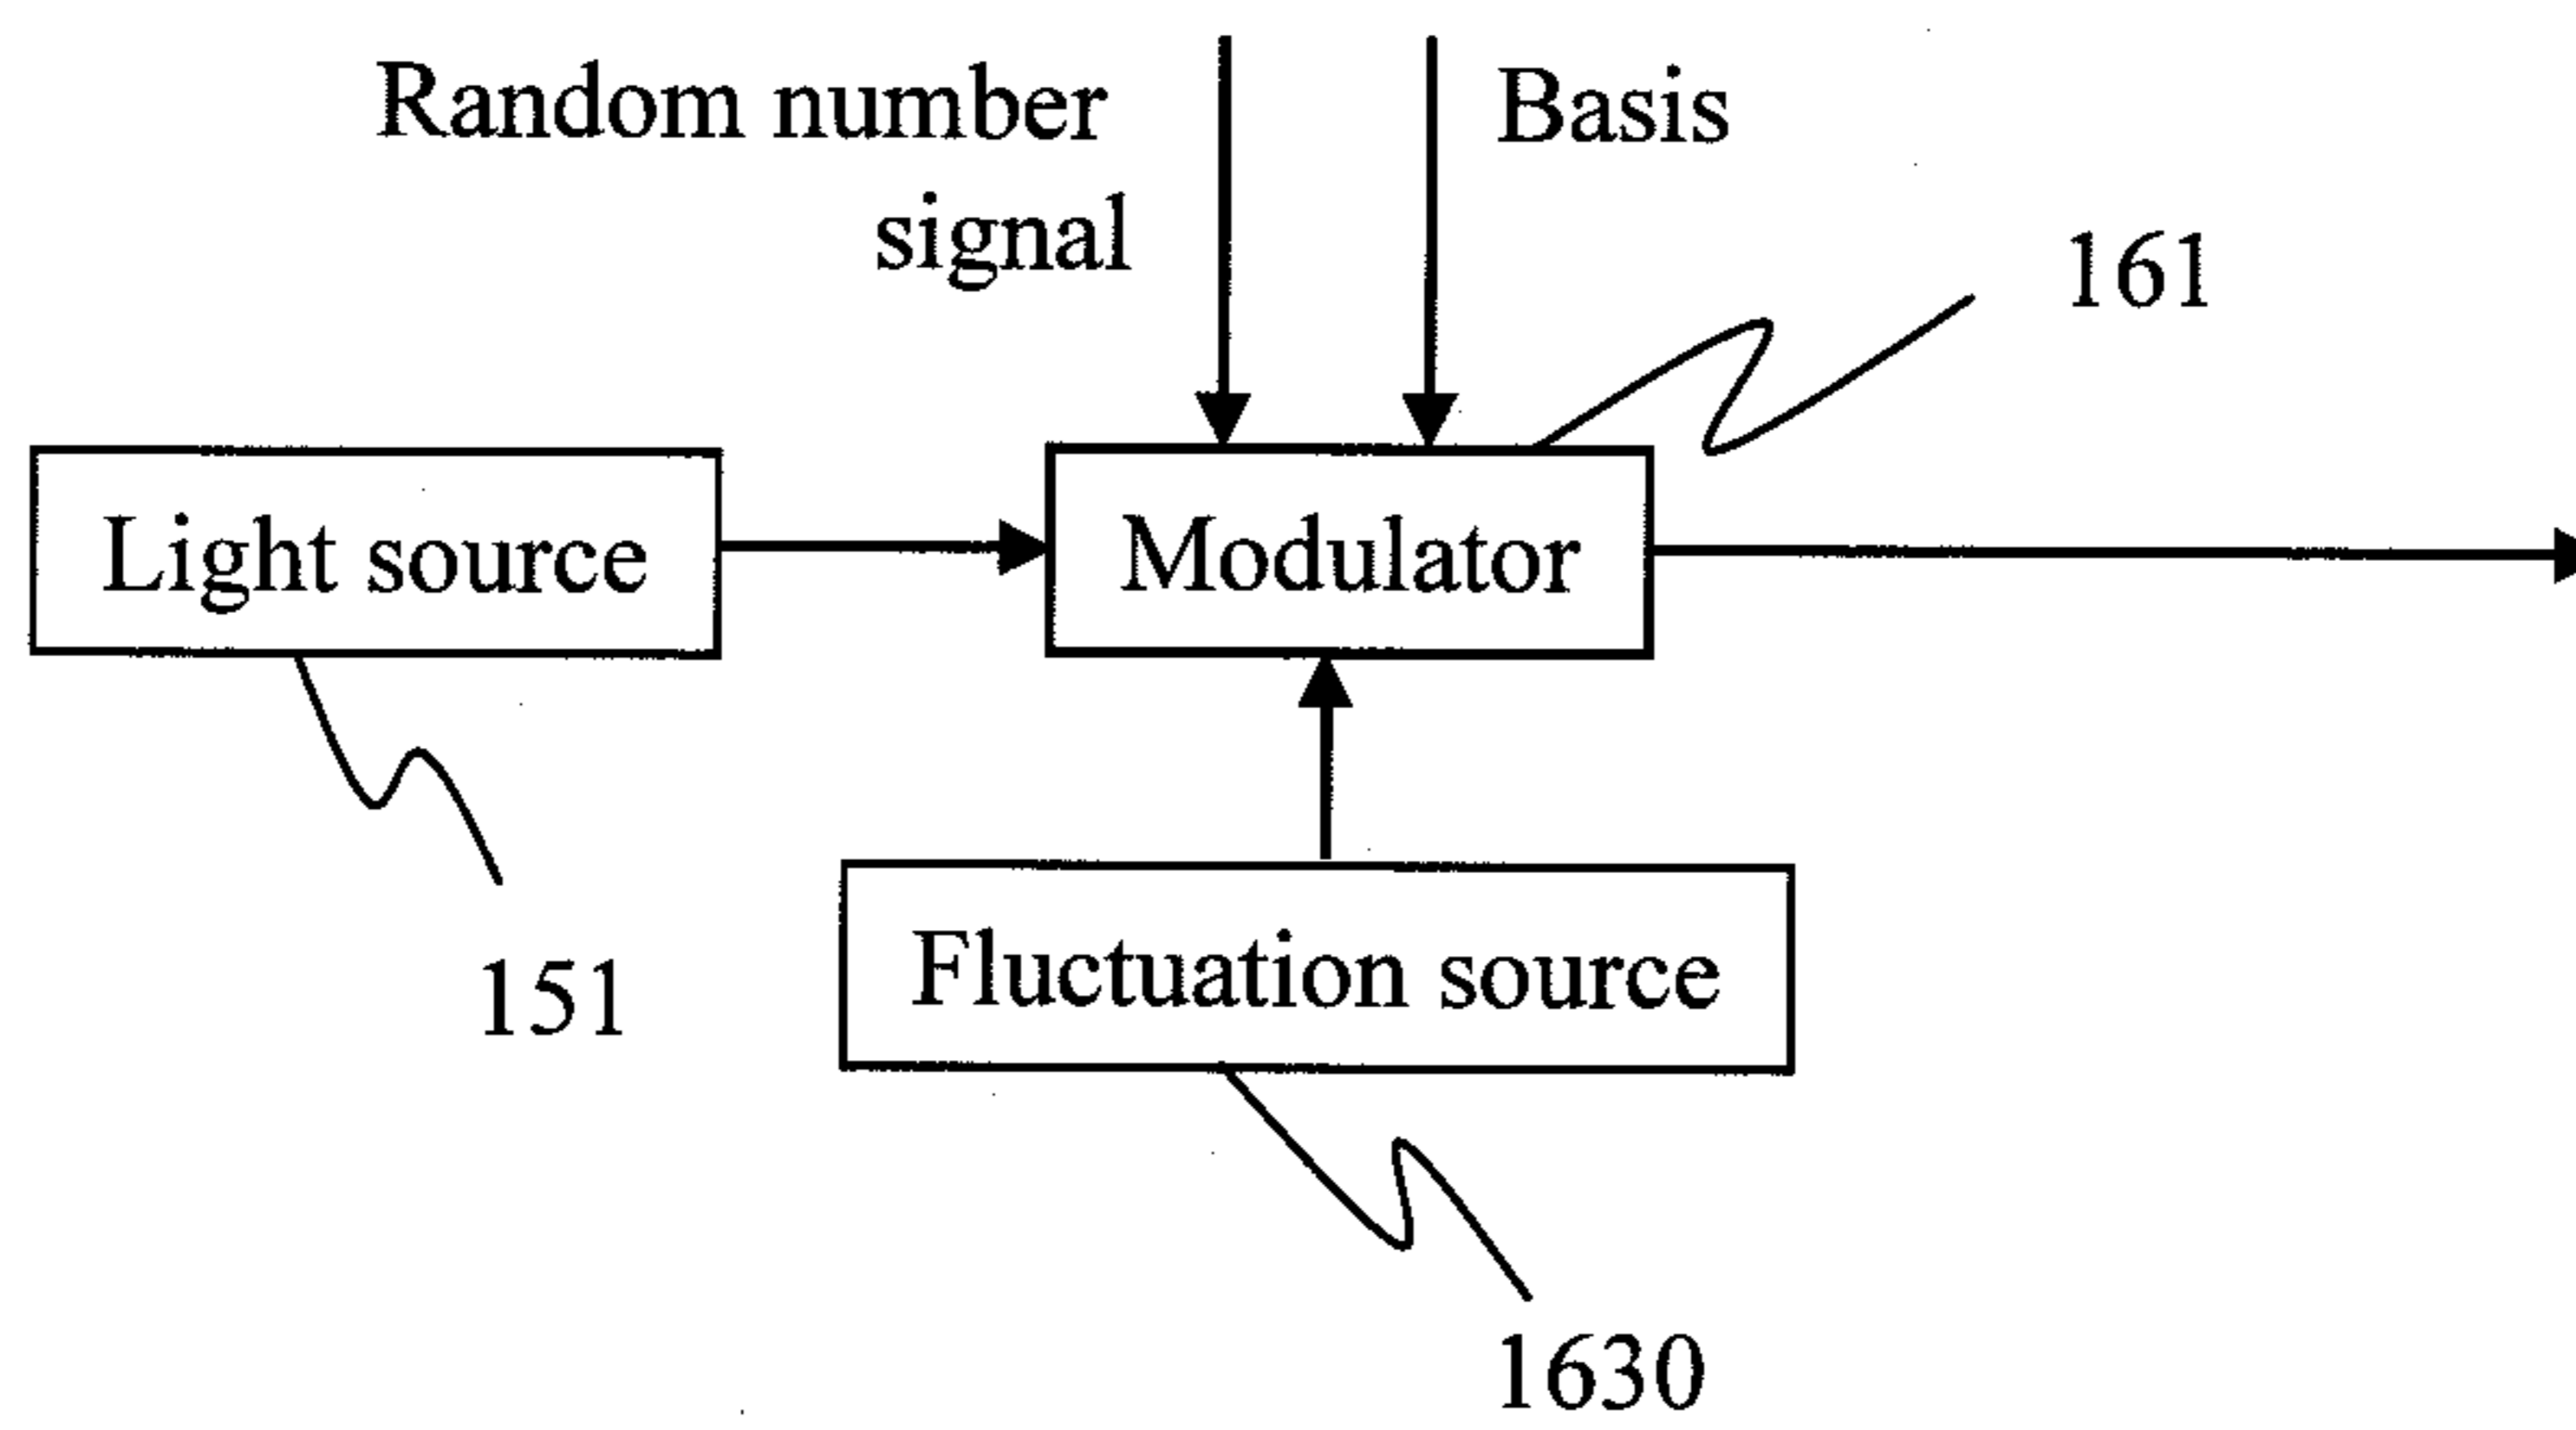 Random number
signal
Basis
161
Light source
Modulator
151
Fluctuation source
1630